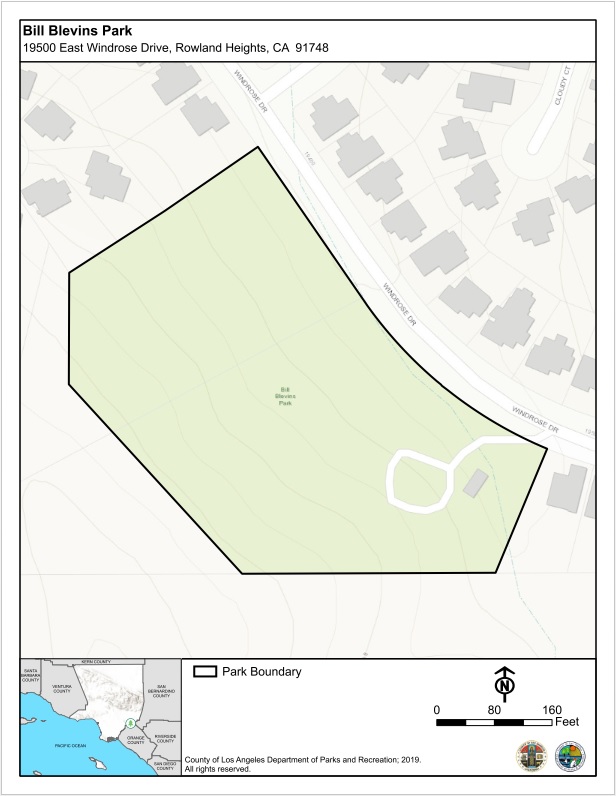 Bill Blevins Park
19500 East Windrose Drive, Rowland Heights, CA 91748
WINDROSE DR
CLOUDY CT
WINDROSE DR
Bill
Blevins
Park
WINDROSE DR
KERN COUNTY
SANTA
BARBARA
COUNTY
VENTURA
COUNTY
SAN
BERNARDINO
COUNTY
ORANGE
COUNTY
RIVERSIDE
COUNTY
PACIFIC OCEAN
SAN DIEGO
COUNTY
Park Boundary
N
0 80 160
Feet
County of Los Angeles Department of Parks and Recreation; 2019.
All rights reserved.